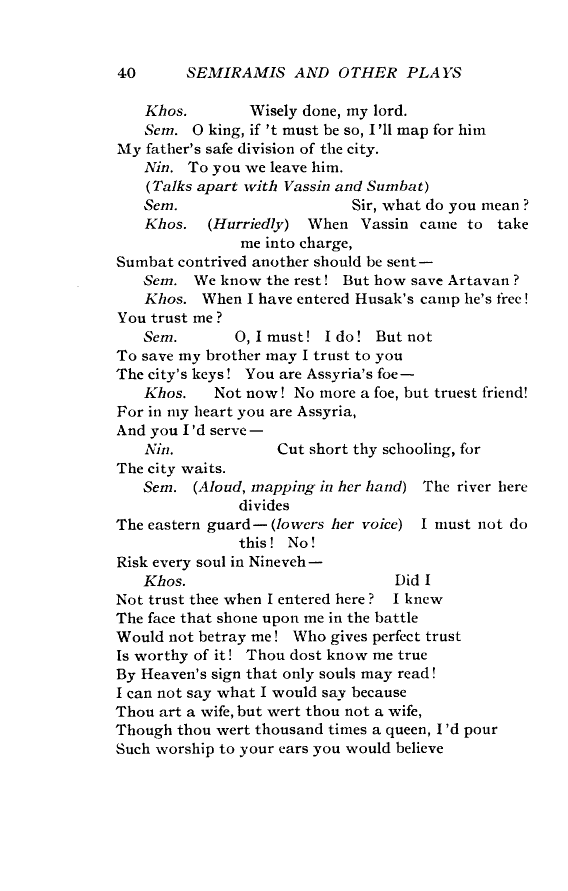 40 SEMIRAMIS AND OTHER PLAYS
Khos. Wisely done, my lord.
Sem. O king, if 't must be so, I'll map for him
My father's safe division of the city.
Nin. To you we leave him.
(Talks apart with Vassin and Sumbat)
Sem. Sir, what do you mean?
Khos. (Hurriedly) When Vassin came to take
me into charge,
Sumbat contrived another should be sent—
Sem. We know the rest! But how save Artavan?
Khos. When I have entered Husak's camp he's free!
You trust me?
Sem. O, I must! I do! But not
To save my brother may I trust to you
The city's keys! You are Assyria's foe—
Khos. Not now! No more a foe, but truest friend!
For in my heart you are Assyria,
And you I'd serve—
Nin. Cut short thy schooling, for
The city waits.
Sem. (Aloud, mapping in her hand) The river here
divides
The eastern guard—(lowers her voice) I must not do
this! No!
Risk every soul in Nineveh—
Khos. Did I
Not trust thee when I entered here? I knew
The face that shone upon me in the battle
Would not betray me! Who gives perfect trust
Is worthy of it! Thou dost know me true
By Heaven's sign that only souls may read!
I can not say what I would say because
Thou art a wife, but wert thou not a wife,
Though thou wert thousand times a queen, I'd pour
Such worship to your ears you would believe